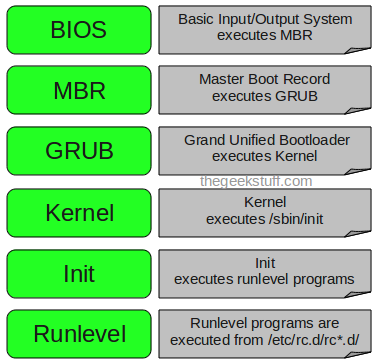 BIOS
Basic Input/Output System
executes MBR
MBR
Master Boot Record
executes GRUB
GRUB
Grand Unified Bootloader
executes Kernel
thegeekstuff.com
Kernel
Kernel
executes /sbin/init
Init
Init
executes runlevel programs
Runlevel
Runlevel programs are
executed from /etc/rc.d/rc*.d/